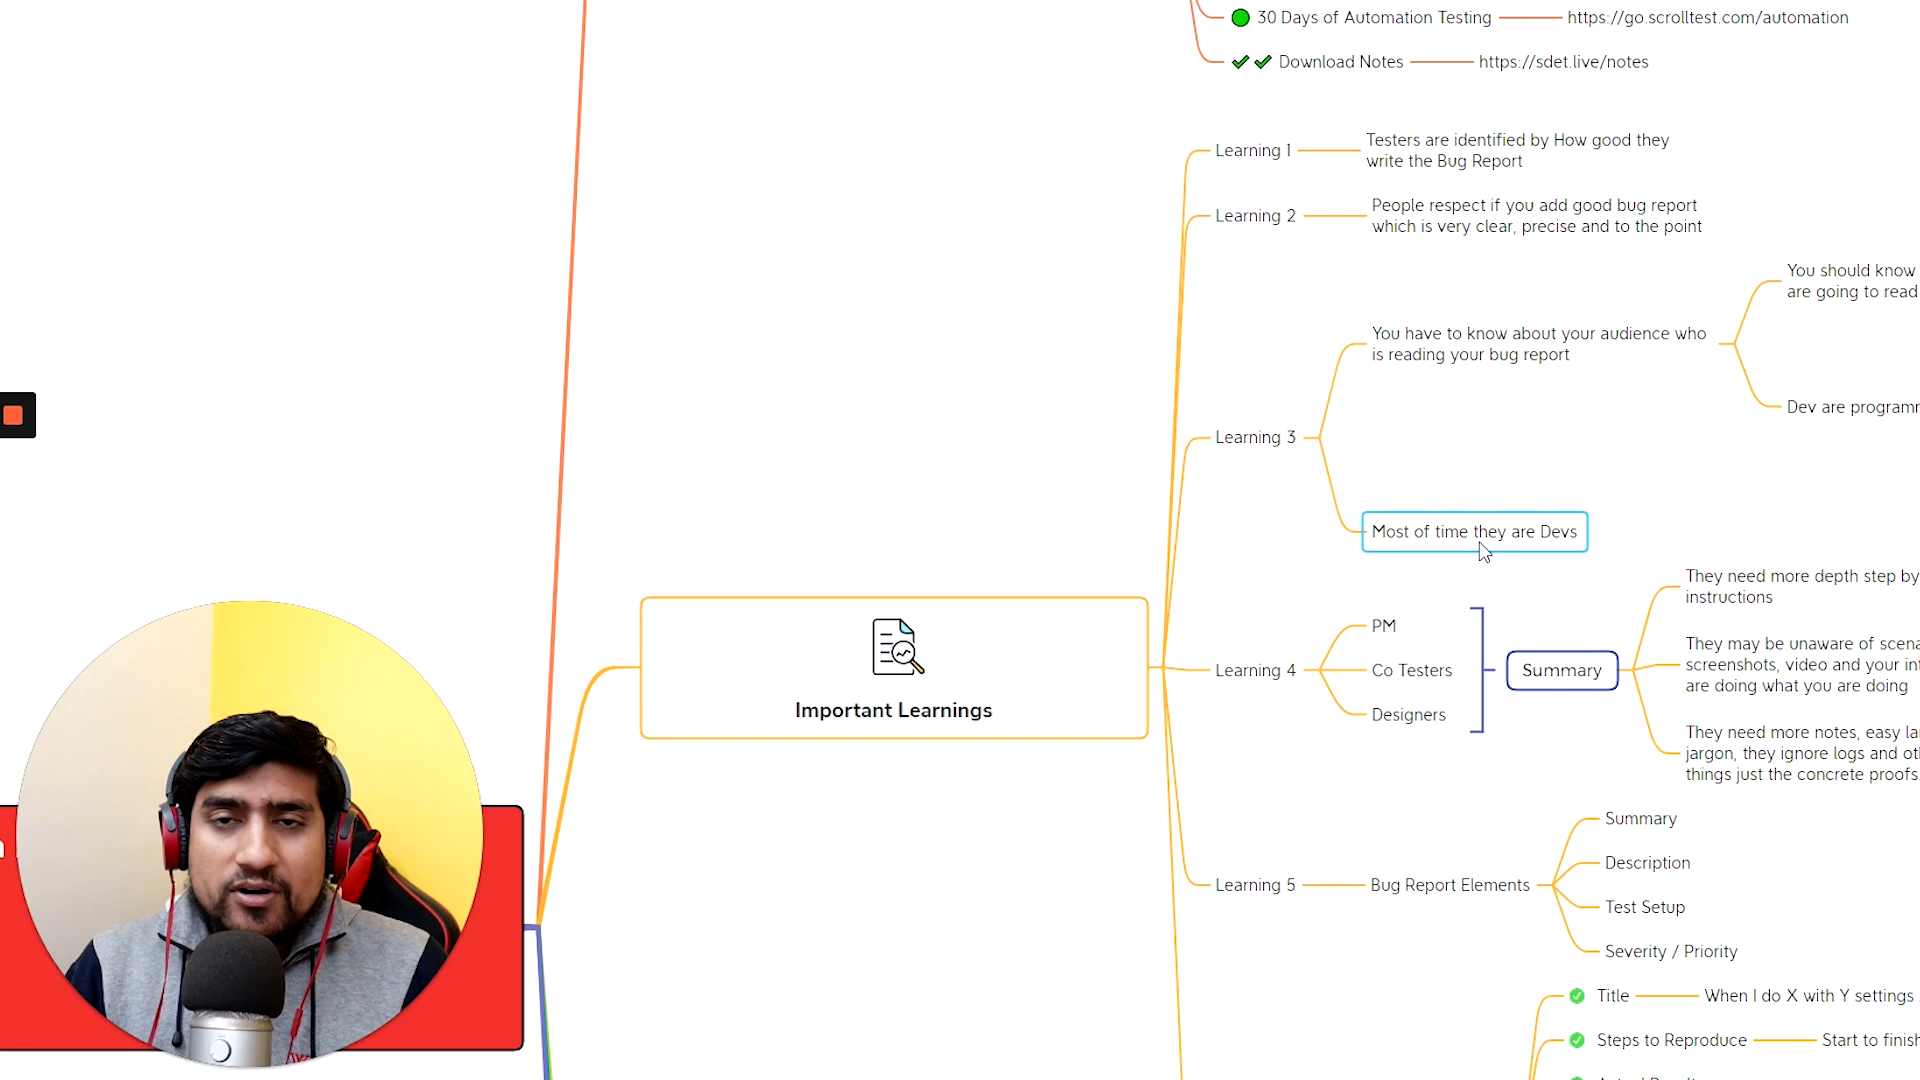 30 Days of Automation Testing
https://go.scrolltest.com/automation
Download Notes
https://sdet.live/notes
Learning 1
Testers are identified by How good they
write the Bug Report
Learning 2
People respect if you add good bug report
which is very clear, precise and to the point
Learning 3
You have to know about your audience who
is reading your bug report
You should know
are going to read
Dev are
Most of time they are Devs
Learning 4
PM
Co Testers
Designers
Summary
They need more depth step by
instructions
They may be unaware of
screenshots, video and your
are doing what you are doing
They need more notes, easy
jargon, they ignore logs and
things just the concrete proofs
Important Learnings
Learning 5
Bug Report Elements
Summary
Description
Test Setup
Severity / Priority
Title
When I do X with Y settings
Steps to Reproduce
Start to